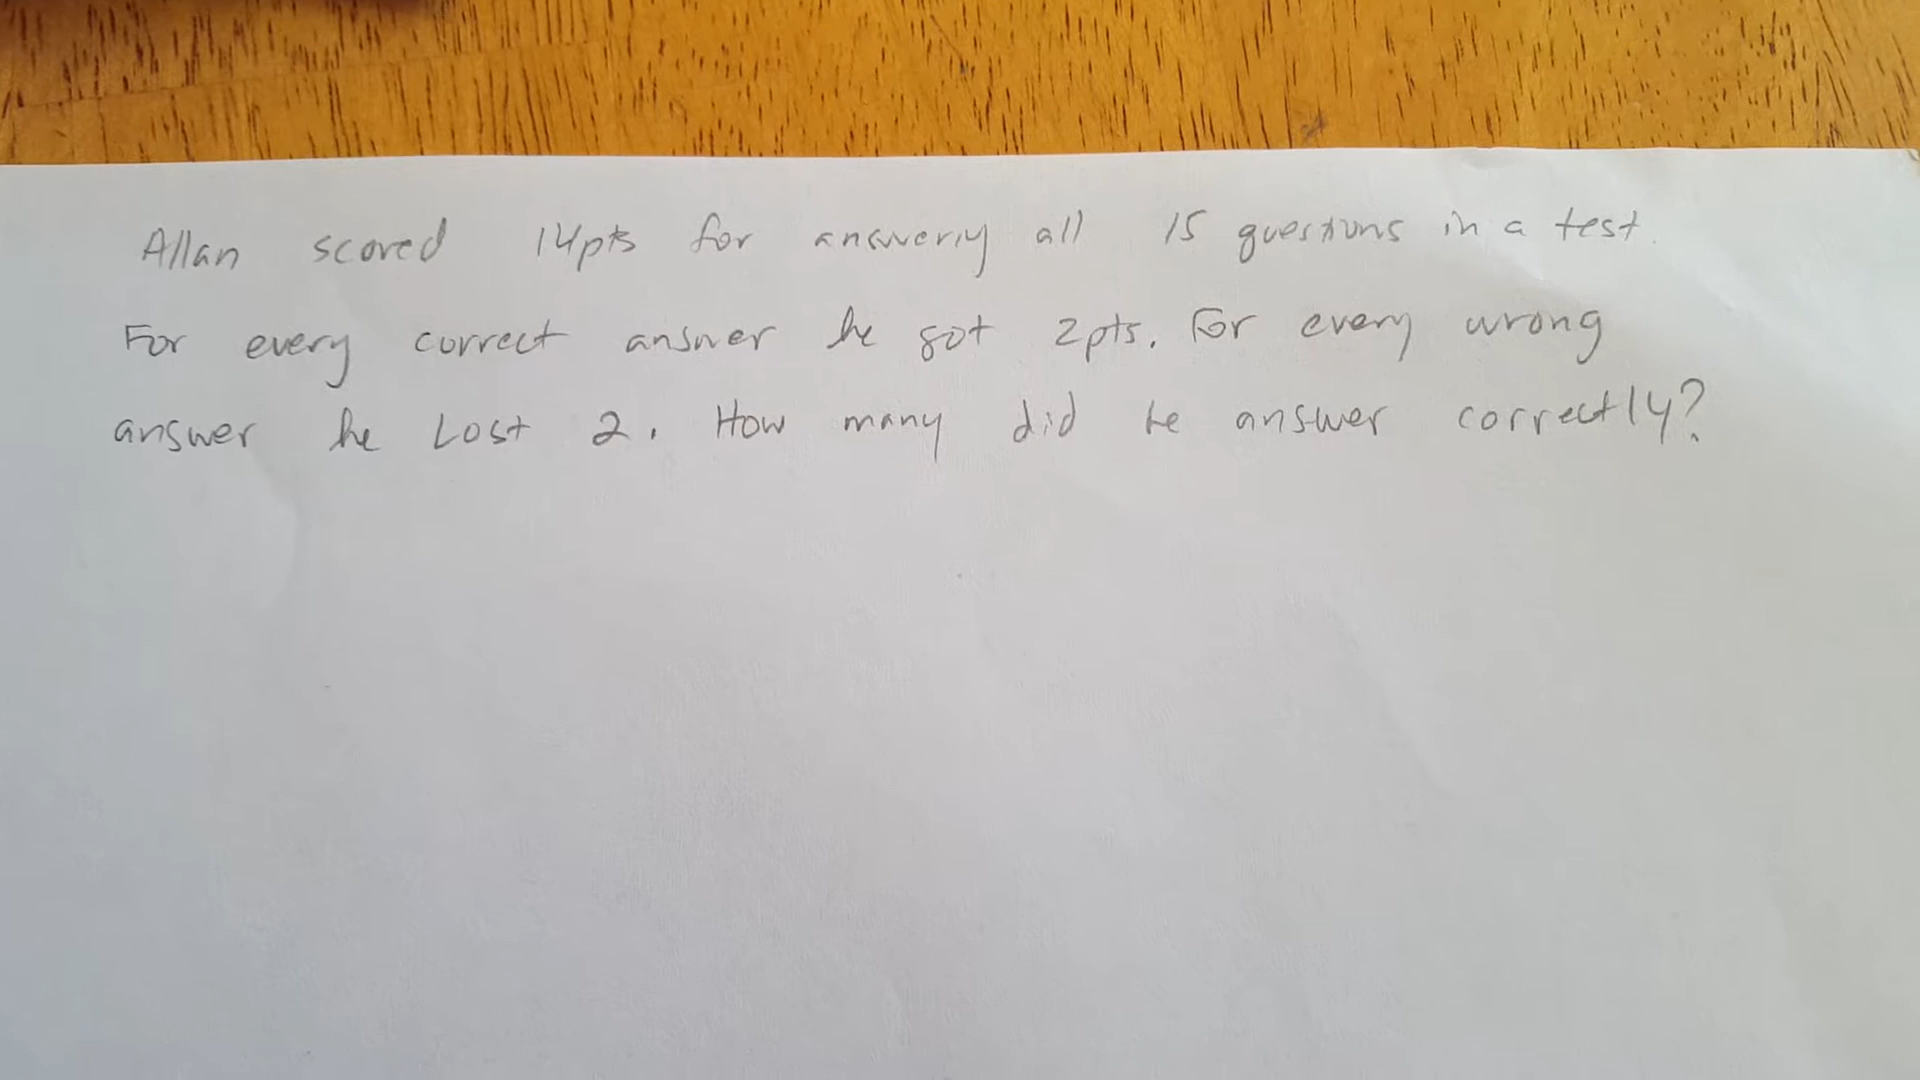 Allan scored 14pts for answering all 15 questions in a test.
For every correct answer he got 2pts. For every wrong
answer he Lost 2. How many did he answer correctly?